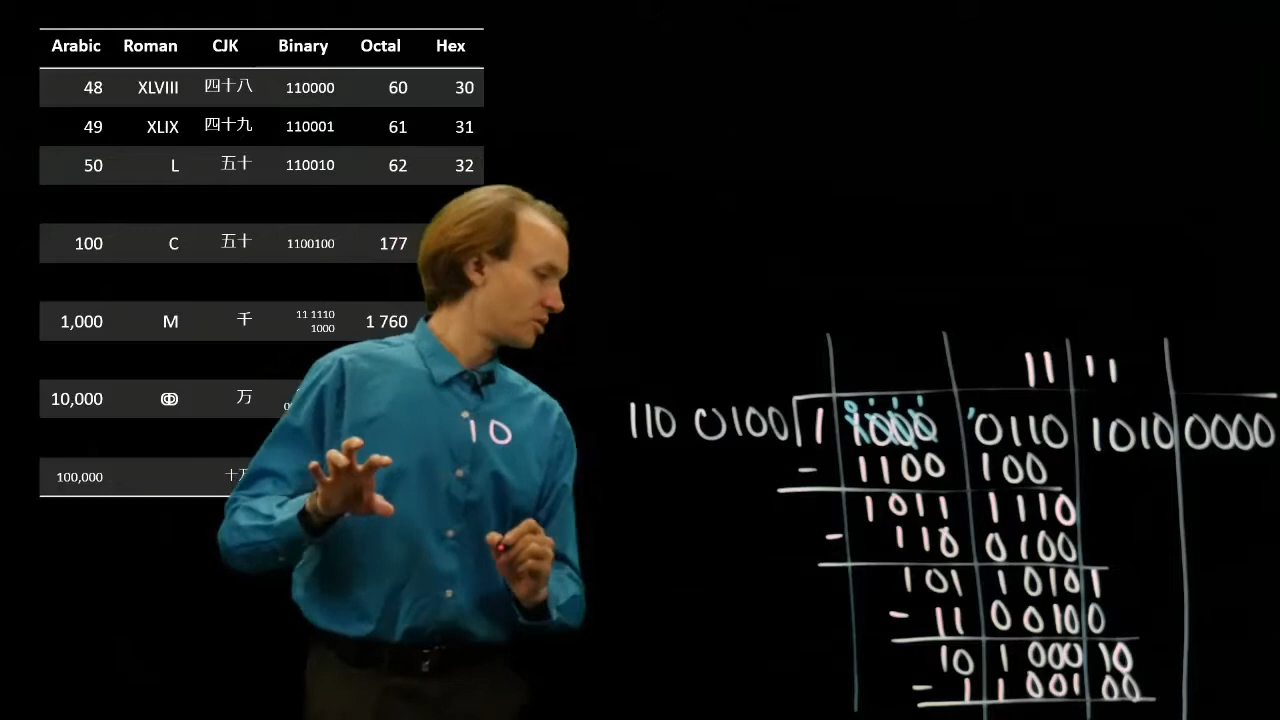 Arabic Roman CJK Binary Octal Hex
48 XLVIII 四十八 110000 60 30
49 XLIX 四十九 110001 61 31
50 L 五十 110010 62 32
100 C 五十 1100100 177
1,000 M 千 11 1110 1000 1 760
10,000 ↂ 万
100,000
10
11 11
110 0100 1 1000 0110 1010 0000
- 1100 100
1011 1110
- 110 0100
101 10101
- 11 00100
10 1 000 10
- 1 1 001 00